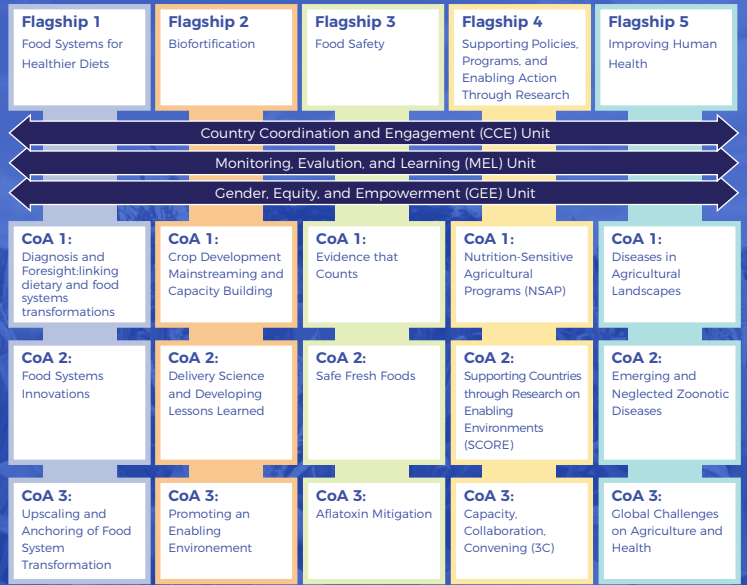 Flagship 1
Food Systems for
Healthier Diets
Flagship 2
Biofortification
Flagship 3
Food Safety
Flagship 4
Supporting Policies,
Programs, and
Enabling Action
Through Research
Flagship 5
Improving Human
Health
Country Coordination and Engagement (CCE) Unit
Monitoring, Evalution, and Learning (MEL) Unit
Gender, Equity, and Empowerment (GEE) Unit
CoA 1:
Diagnosis and
Foresight:linking
dietary and food
systems
transformations
CoA 1:
Crop Development
Mainstreaming and
Capacity Building
CoA 1:
Evidence that
Counts
CoA 1:
Nutrition-Sensitive
Agricultural
Programs (NSAP)
CoA 1:
Diseases in
Agricultural
Landscapes
CoA 2:
Food Systems
Innovations
CoA 2:
Delivery Science
and Developing
Lessons Learned
CoA 2:
Safe Fresh Foods
CoA 2:
Supporting Countries
through Research on
Enabling
Environments
(SCORE)
CoA 2:
Emerging and
Neglected Zoonotic
Diseases
CoA 3:
Upscaling and
Anchoring of Food
System
Transformation
CoA 3:
Promoting an
Enabling
Environement
CoA 3:
Aflatoxin Mitigation
CoA 3:
Capacity,
Collaboration,
Convening (3C)
CoA 3:
Global Challenges
on Agriculture and
Health